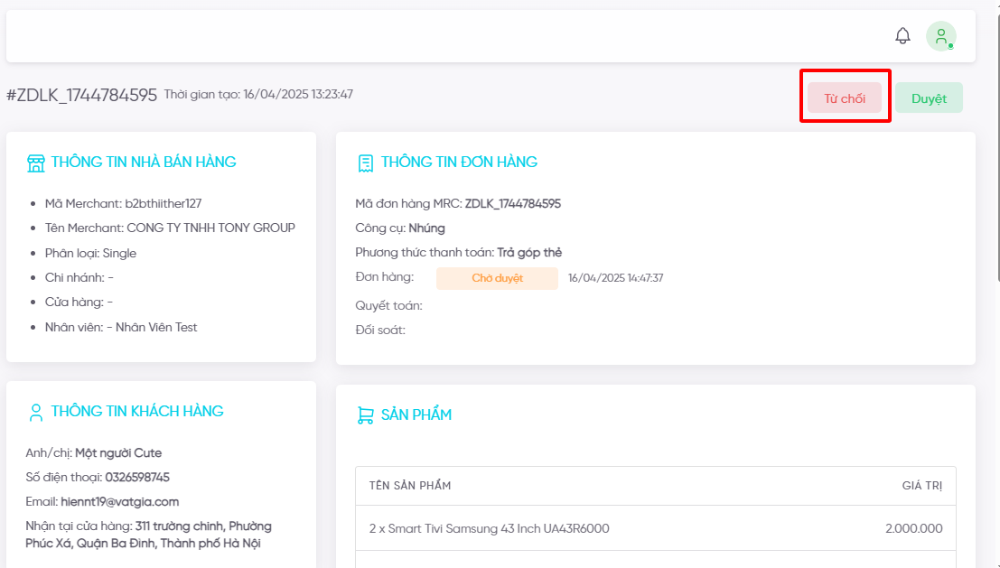 #ZDLK_1744784595 Thời gian tạo: 16/04/2025 13:23:47
Từ chối
Duyệt
THÔNG TIN NHÀ BÁN HÀNG
Mã Merchant: b2bthiither127
Tên Merchant: CONG TY TNHH TONY GROUP
Phân loại: Single
Chi nhánh: -
Cửa hàng: -
Nhân viên: - Nhân Viên Test
THÔNG TIN ĐƠN HÀNG
Mã đơn hàng MRC: ZDLK_1744784595
Công cụ: Nhúng
Phương thức thanh toán: Trả góp thẻ
Đơn hàng: Chờ duyệt 16/04/2025 14:47:37
Quyết toán:
Đối soát:
THÔNG TIN KHÁCH HÀNG
Anh/chị: Một người Cute
Số điện thoại: 0326598745
Email: hiennt19@vatgia.com
Nhận tại cửa hàng: 311 trường chinh, Phường
Phúc Xá, Quận Ba Đình, Thành phố Hà Nội
SẢN PHẨM
TÊN SẢN PHẨM GIÁ TRỊ
2 x Smart Tivi Samsung 43 Inch UA43R6000 2.000.000